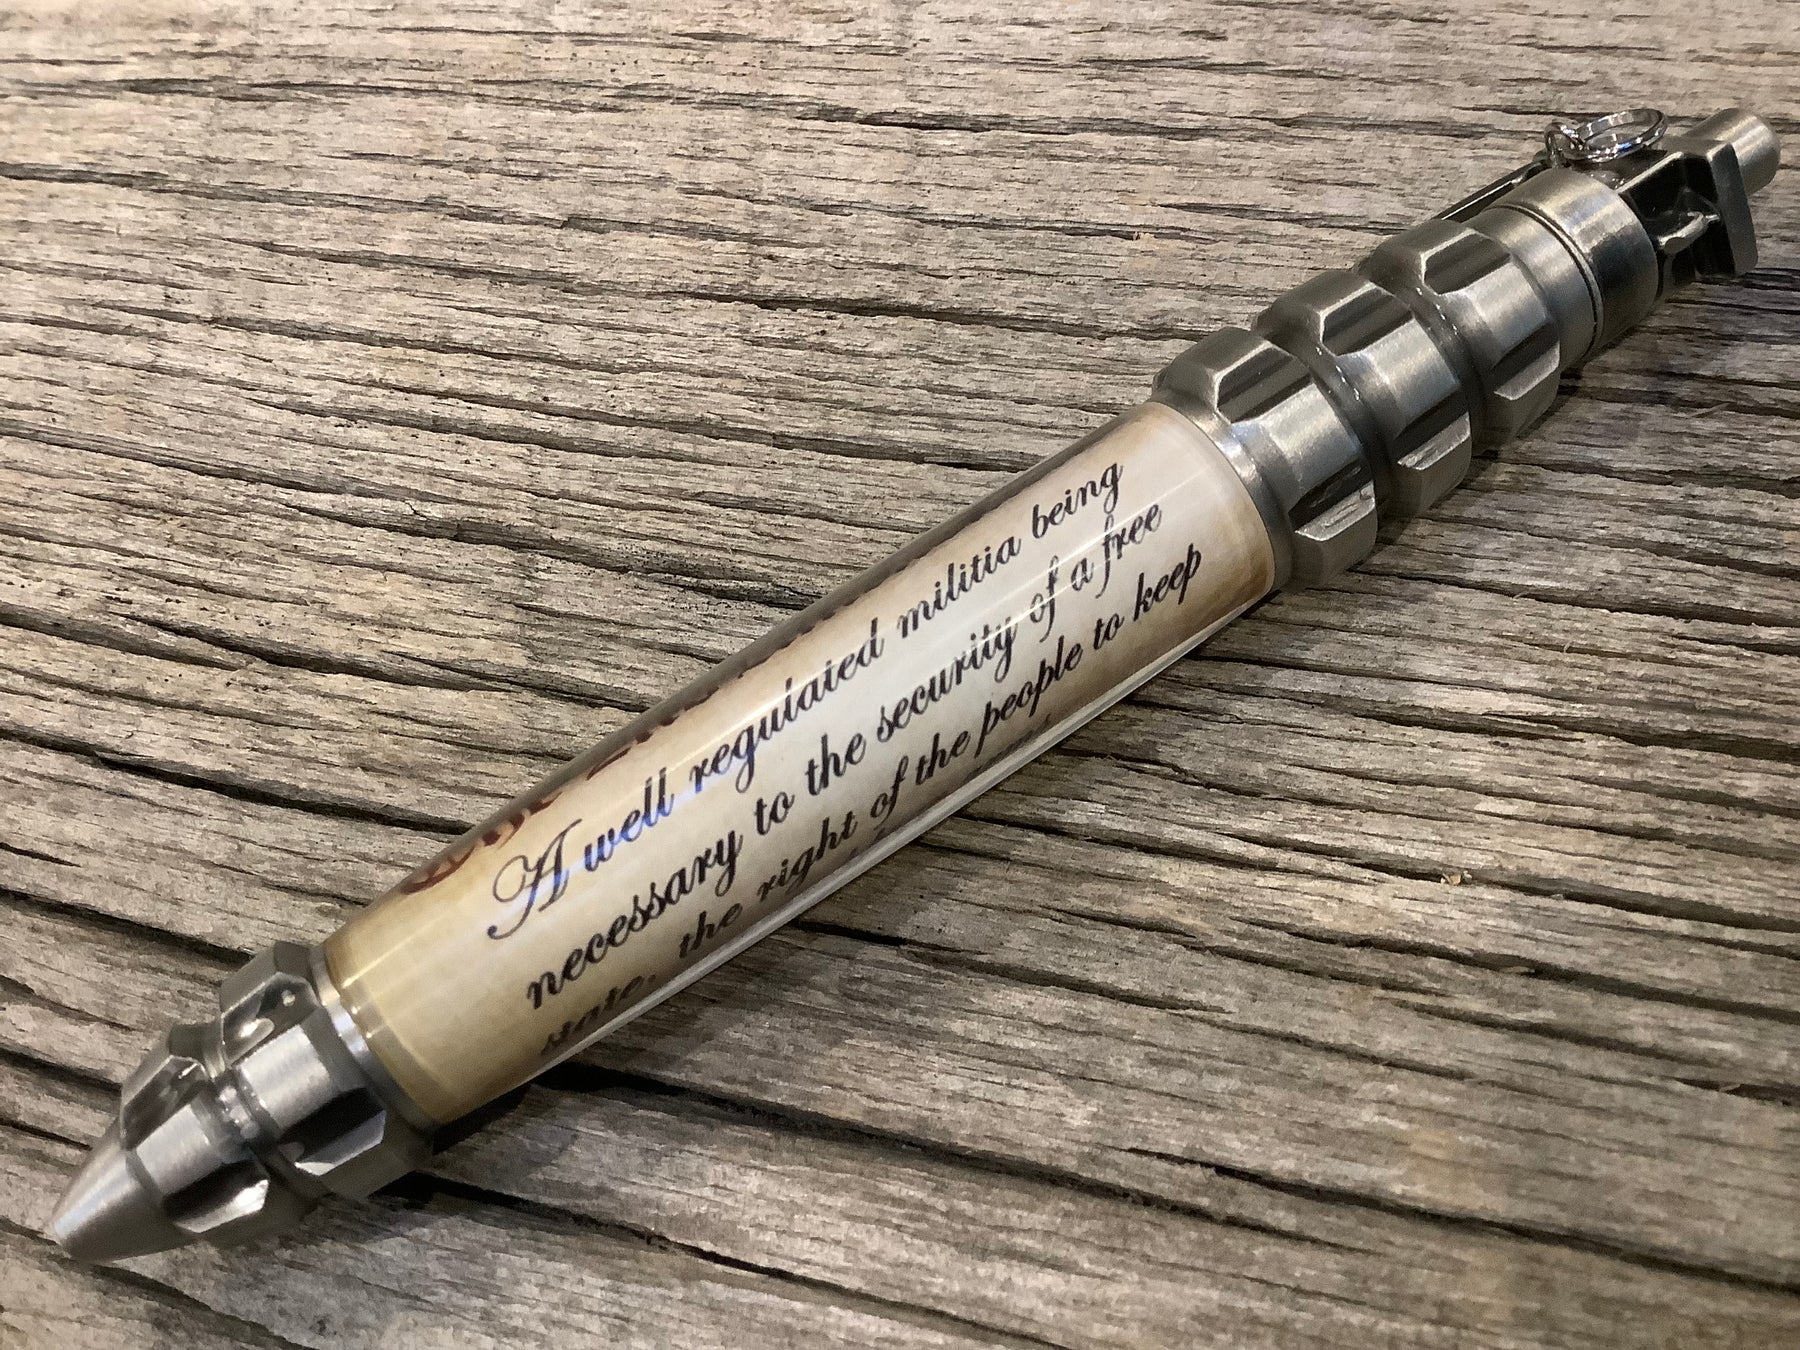 A well regulated militia being
necessary to the security of a free
state, the right of the people to keep